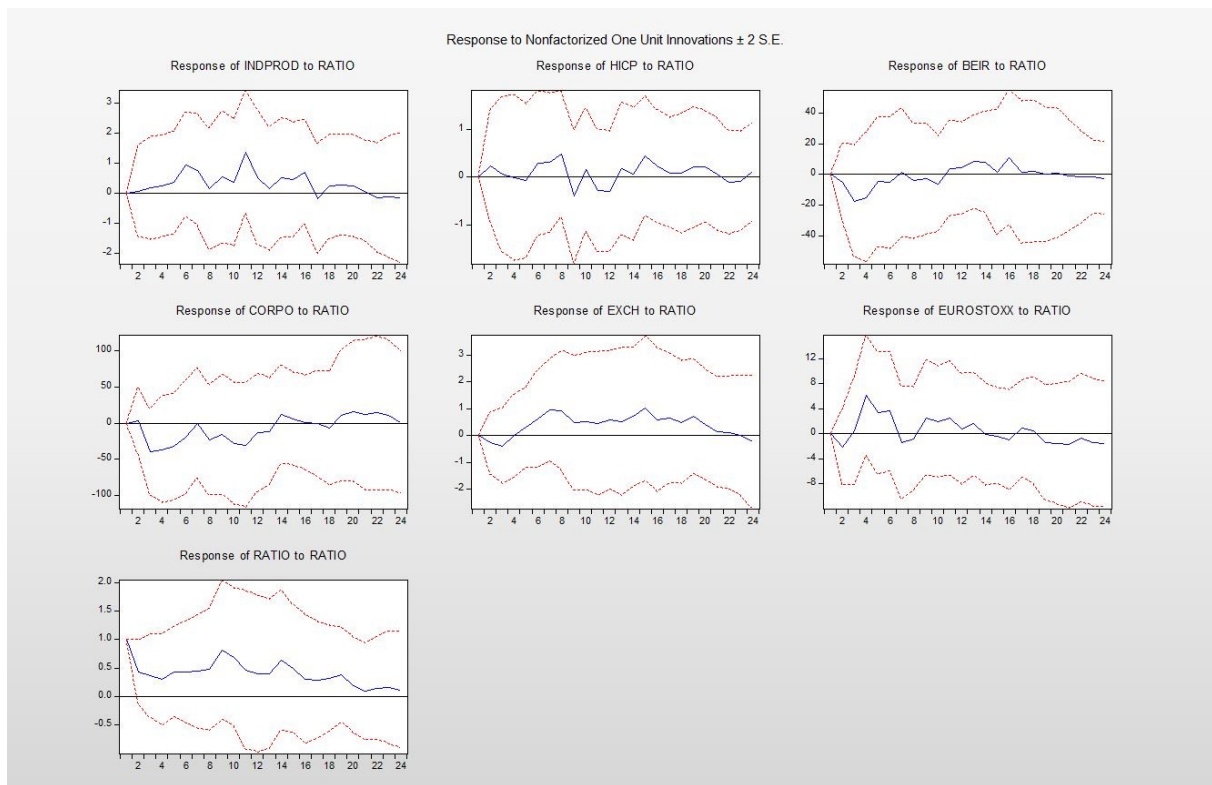 Response to Nonfactorized One Unit Innovations ± 2 S.E.
Response of INDPROD to RATIO
3
2
1
0
-1
-2
2 4 6 8 10 12 14 16 18 20 22 24
Response of HICP to RATIO
1
0
-1
2 4 6 8 10 12 14 16 18 20 22 24
Response of BEIR to RATIO
40
20
0
-20
-40
2 4 6 8 10 12 14 16 18 20 22 24
Response of CORPO to RATIO
100
50
0
-50
-100
2 4 6 8 10 12 14 16 18 20 22 24
Response of EXCH to RATIO
3
2
1
0
-1
-2
2 4 6 8 10 12 14 16 18 20 22 24
Response of EUROSTOXX to RATIO
12
8
4
0
-4
-8
2 4 6 8 10 12 14 16 18 20 22 24
Response of RATIO to RATIO
2.0
1.5
1.0
0.5
0.0
-0.5
2 4 6 8 10 12 14 16 18 20 22 24